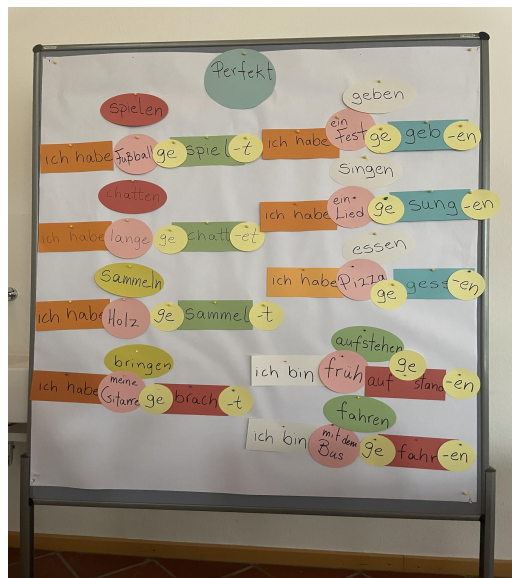 Perfekt
spielen
ich habe Fußball ge spiel -t
chatten
ich habe lange ge chatt -et
sammeln
ich habe Holz ge sammel -t
bringen
ich habe meine Gitarre ge brach -t
geben
ich habe ein Fest ge geb -en
singen
ich habe ein Lied ge sung -en
essen
ich habe Pizza ge gess -en
aufstehen
ich bin früh auf ge stand -en
fahren
ich bin mit dem Bus ge fahr -en